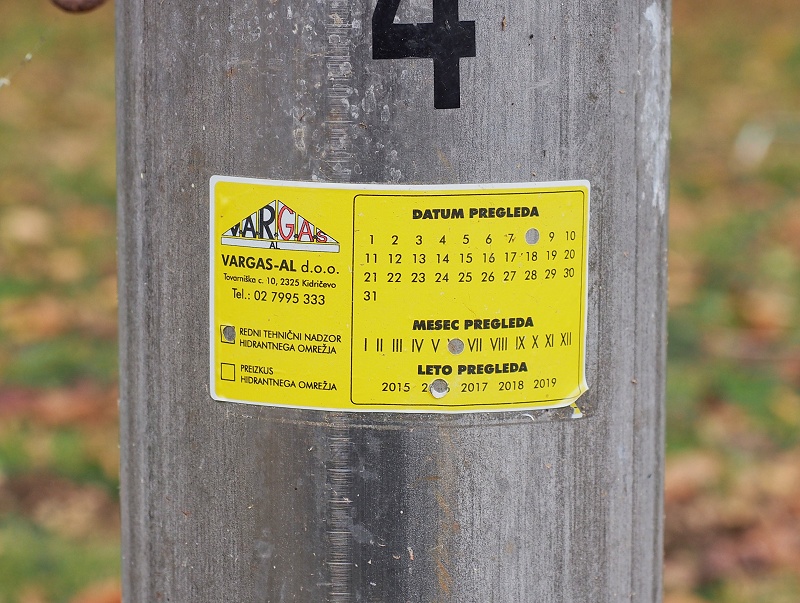 4
V.A.R.G.A.S
AL
VARGAS-AL d.o.o.
Tovarniška c. 10, 2325 Kidričevo
Tel.: 02 7995 333
REDNI TEHNIČNI NADZOR
HIDRANTNEGA OMREŽJA
PREIZKUS
HIDRANTNEGA OMREŽJA
DATUM PREGLEDA
1 2 3 4 5 6 7 9 10
11 12 13 14 15 16 17 18 19 20
21 22 23 24 25 26 27 28 29 30
31
MESEC PREGLEDA
I II III IV V VII VIII IX X XI XII
LETO PREGLEDA
2015 2017 2018 2019